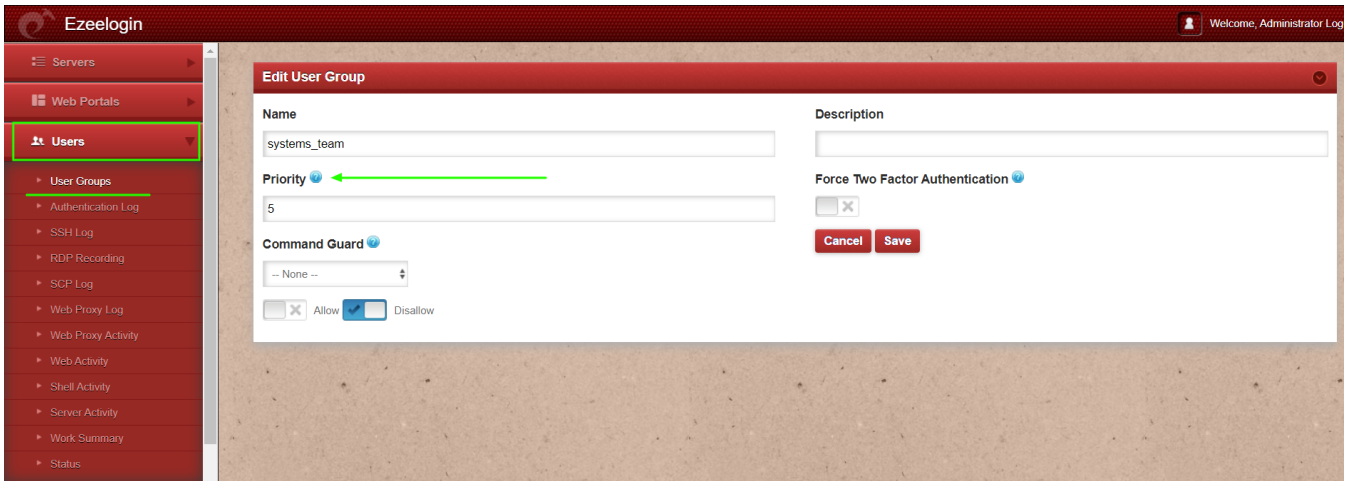 Ezeelogin
Welcome, Administrator Log
Servers
Web Portals
Users
User Groups
Authentication Log
SSH Log
RDP Recording
SCP Log
Web Proxy Log
Web Proxy Activity
Web Activity
Shell Activity
Server Activity
Work Summary
Status
Edit User Group
Name
systems_team
Priority ?
5
Command Guard ?
-- None --
Allow Disallow
Description
Force Two Factor Authentication ?
Cancel Save